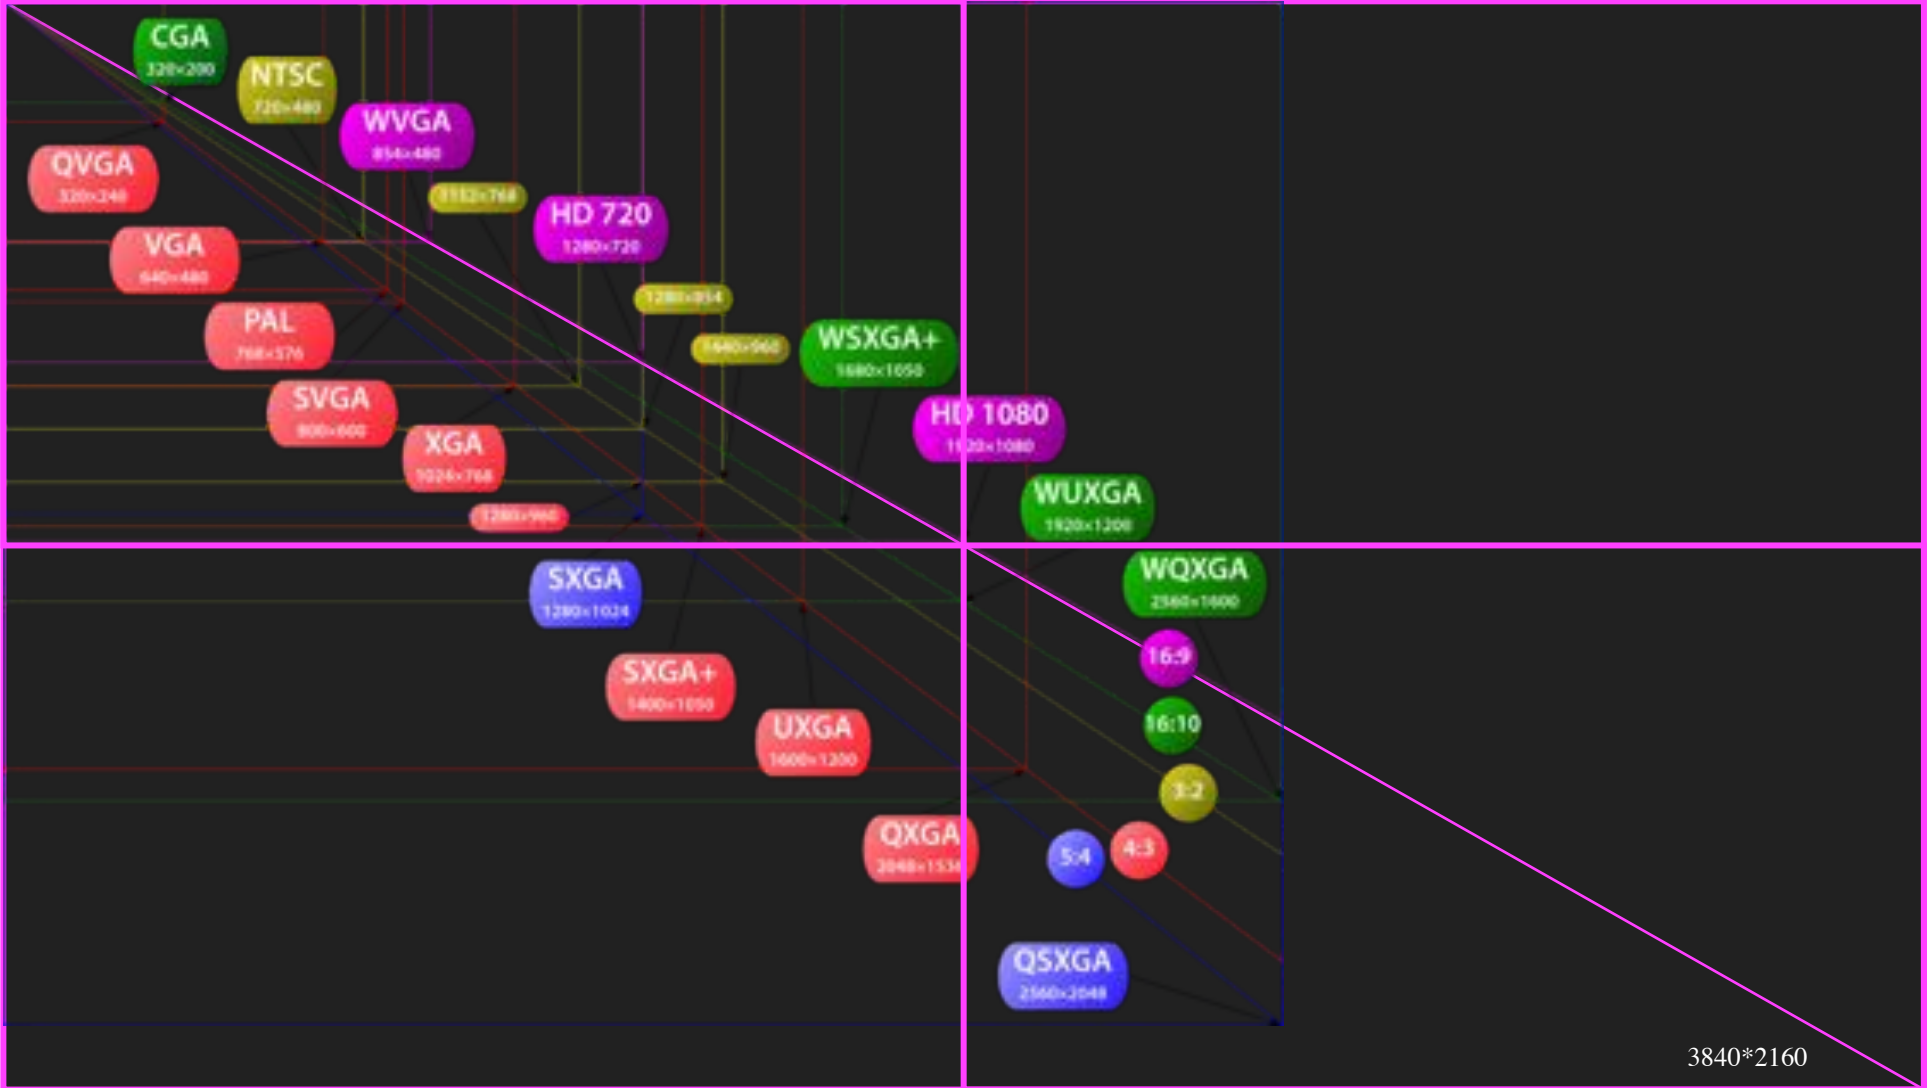 CGA
320×200
NTSC
720×480
WVGA
854×480
QVGA
320×240
1152×768
HD 720
1280×720
VGA
640×480
1280×854
PAL
768×576
1440×960
WSXGA+
1680×1050
SVGA
800×600
HD 1080
1920×1080
XGA
1024×768
WUXGA
1920×1200
1280×960
SXGA
1280×1024
WQXGA
2560×1600
16:9
SXGA+
1400×1050
16:10
UXGA
1600×1200
3:2
QXGA
2048×1536
5:4
4:3
QSXGA
2560×2048
3840*2160